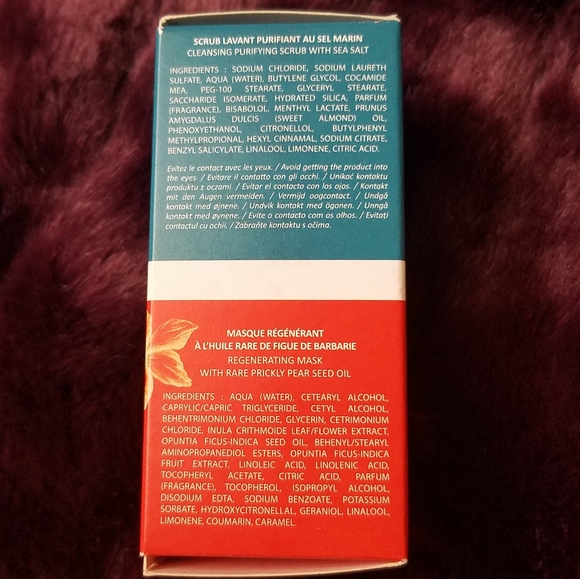 SCRUB LAVANT PURIFIANT AU SEL MARIN
CLEANSING PURIFYING SCRUB WITH SEA SALT
INGREDIENTS : SODIUM CHLORIDE, SODIUM LAURETH
SULFATE, AQUA (WATER), BUTYLENE GLYCOL, COCAMIDE
MEA, PEG-100 STEARATE, GLYCERYL STEARATE,
SACCHARIDE ISOMERATE, HYDRATED SILICA, PARFUM
(FRAGRANCE), BISABOLOL, MENTHYL LACTATE, PRUNUS
AMYGDALUS DULCIS (SWEET ALMOND) OIL,
PHENOXYETHANOL, CITRONELLOL, BUTYLPHENYL
METHYLPROPIONAL, HEXYL CINNAMAL, SODIUM CITRATE,
BENZYL SALICYLATE, LINALOOL, LIMONENE, CITRIC ACID.
Evitez le contact avec les yeux. / Avoid getting the product into
the eyes. / Evitare il contatto con gli occhi. / Unikać kontaktu
produktu z oczami. / Evitar el contacto con los ojos. / Kontakt
mit den Augen vermeiden. / Vermijd oogcontact. / Undgå
kontakt med øjnene. / Undvik kontakt med ögonen. / Unngå
kontakt med øynene. / Evite o contacto com os olhos. / Evitaţi
contactul cu ochii. / Zabraňte kontaktu s očima.
MASQUE RÉGÉNÉRANT
À L'HUILE RARE DE FIGUE DE BARBARIE
REGENERATING MASK
WITH RARE PRICKLY PEAR SEED OIL
INGREDIENTS : AQUA (WATER), CETEARYL ALCOHOL,
CAPRYLIC/CAPRIC TRIGLYCERIDE, CETYL ALCOHOL,
BEHENTRIMONIUM CHLORIDE, GLYCERIN, CETRIMONIUM
CHLORIDE, INULA CRITHMOIDE LEAF/FLOWER EXTRACT,
OPUNTIA FICUS-INDICA SEED OIL, BEHENYL/STEARYL
AMINOPROPANEDIOL ESTERS, OPUNTIA FICUS-INDICA
FRUIT EXTRACT, LINOLEIC ACID, LINOLENIC ACID,
TOCOPHERYL ACETATE, CITRIC ACID, PARFUM
(FRAGRANCE), TOCOPHEROL, ISOPROPYL ALCOHOL,
DISODIUM EDTA, SODIUM BENZOATE, POTASSIUM
SORBATE, HYDROXYCITRONELLAL, GERANIOL, LINALOOL,
LIMONENE, COUMARIN, CARAMEL.